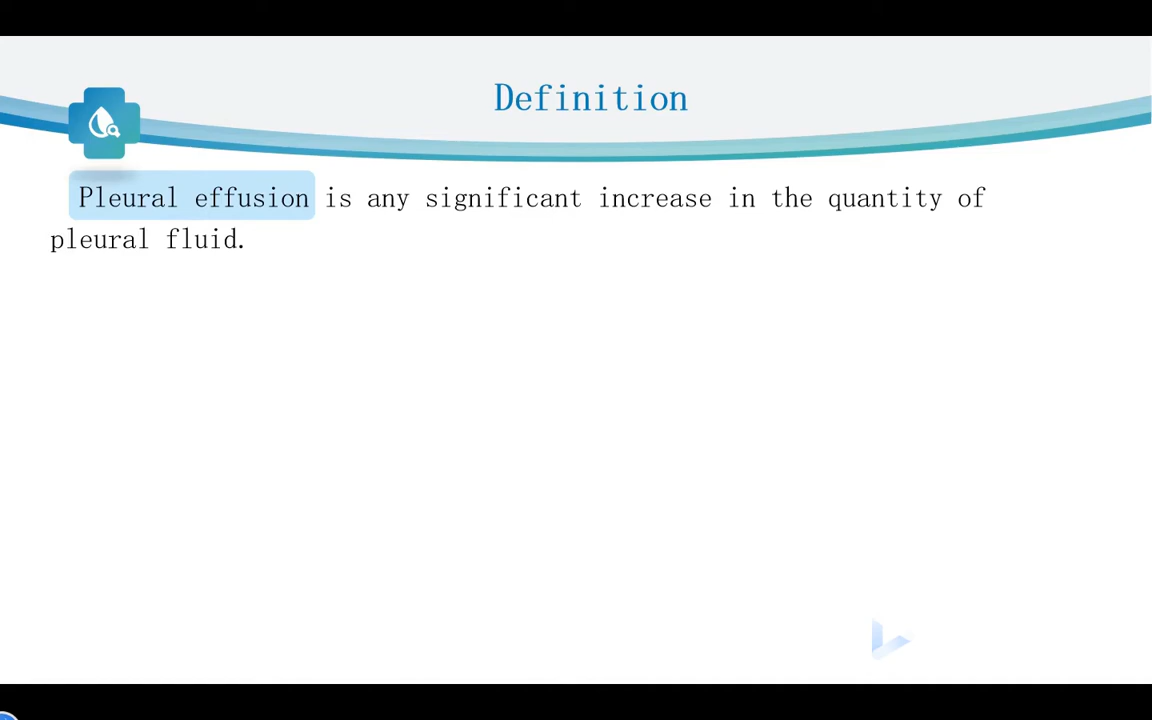 Definition
Pleural effusion is any significant increase in the quantity of
pleural fluid.